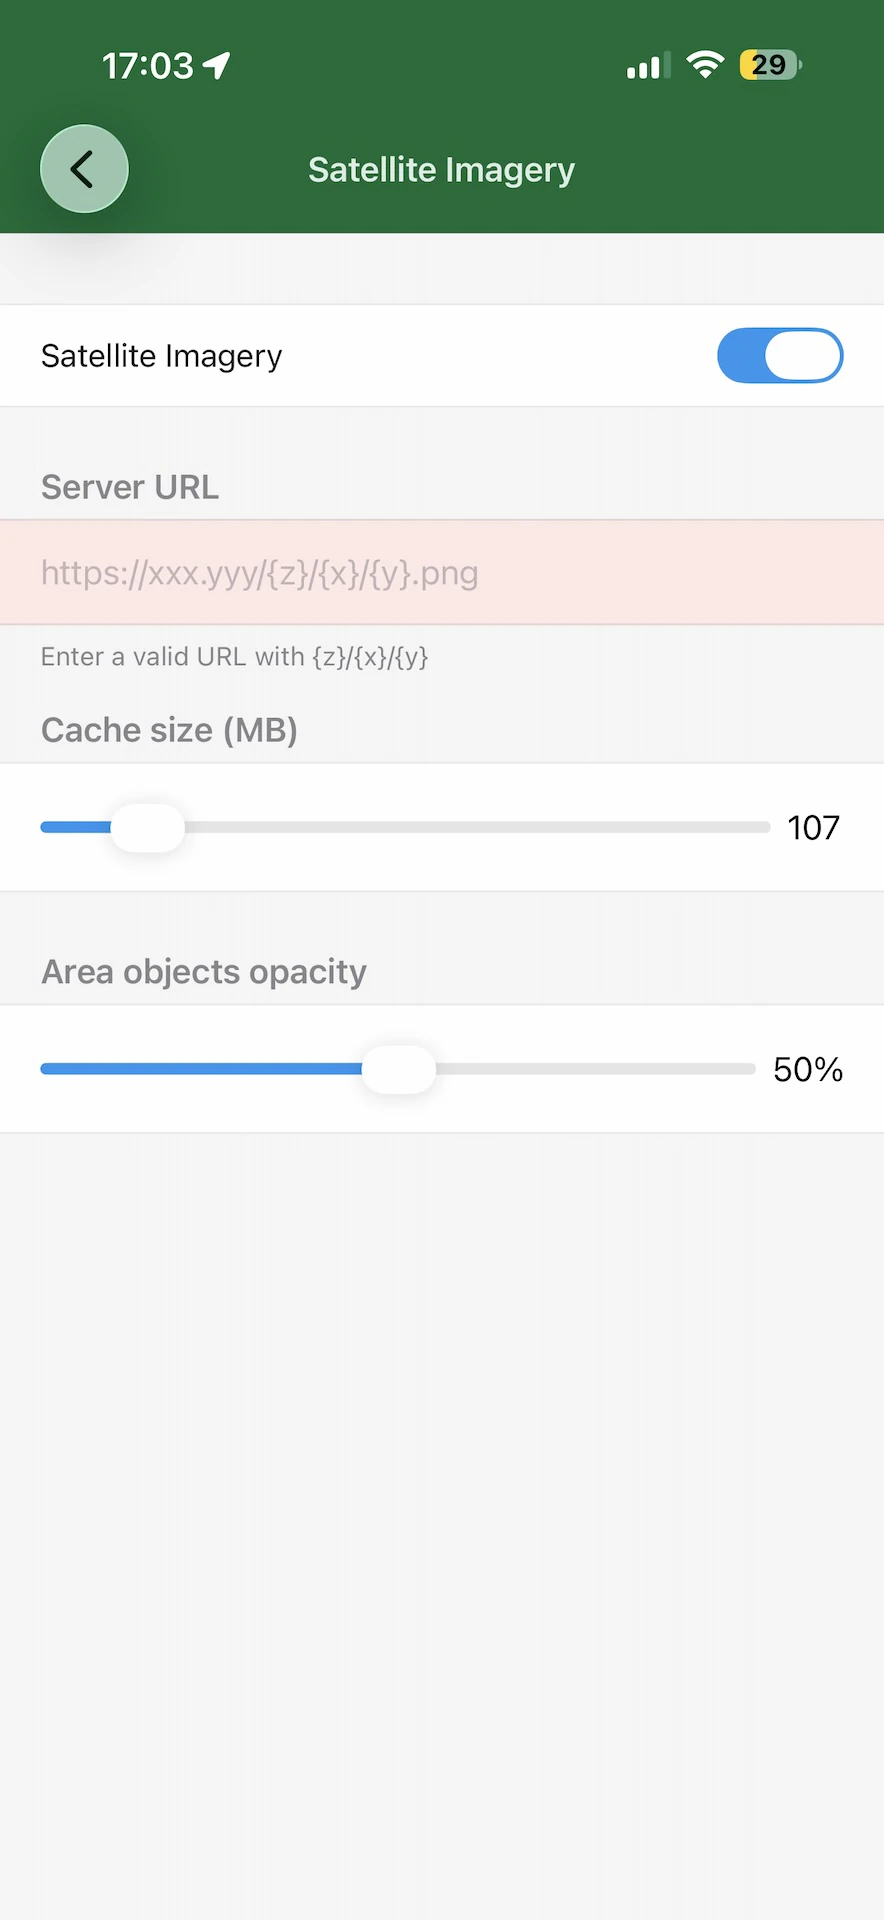 17:03
29
Satellite Imagery
Satellite Imagery
Server URL
https://xxx.yyy/{z}/{x}/{y}.png
Enter a valid URL with {z}/{x}/{y}
Cache size (MB)
107
Area objects opacity
50%